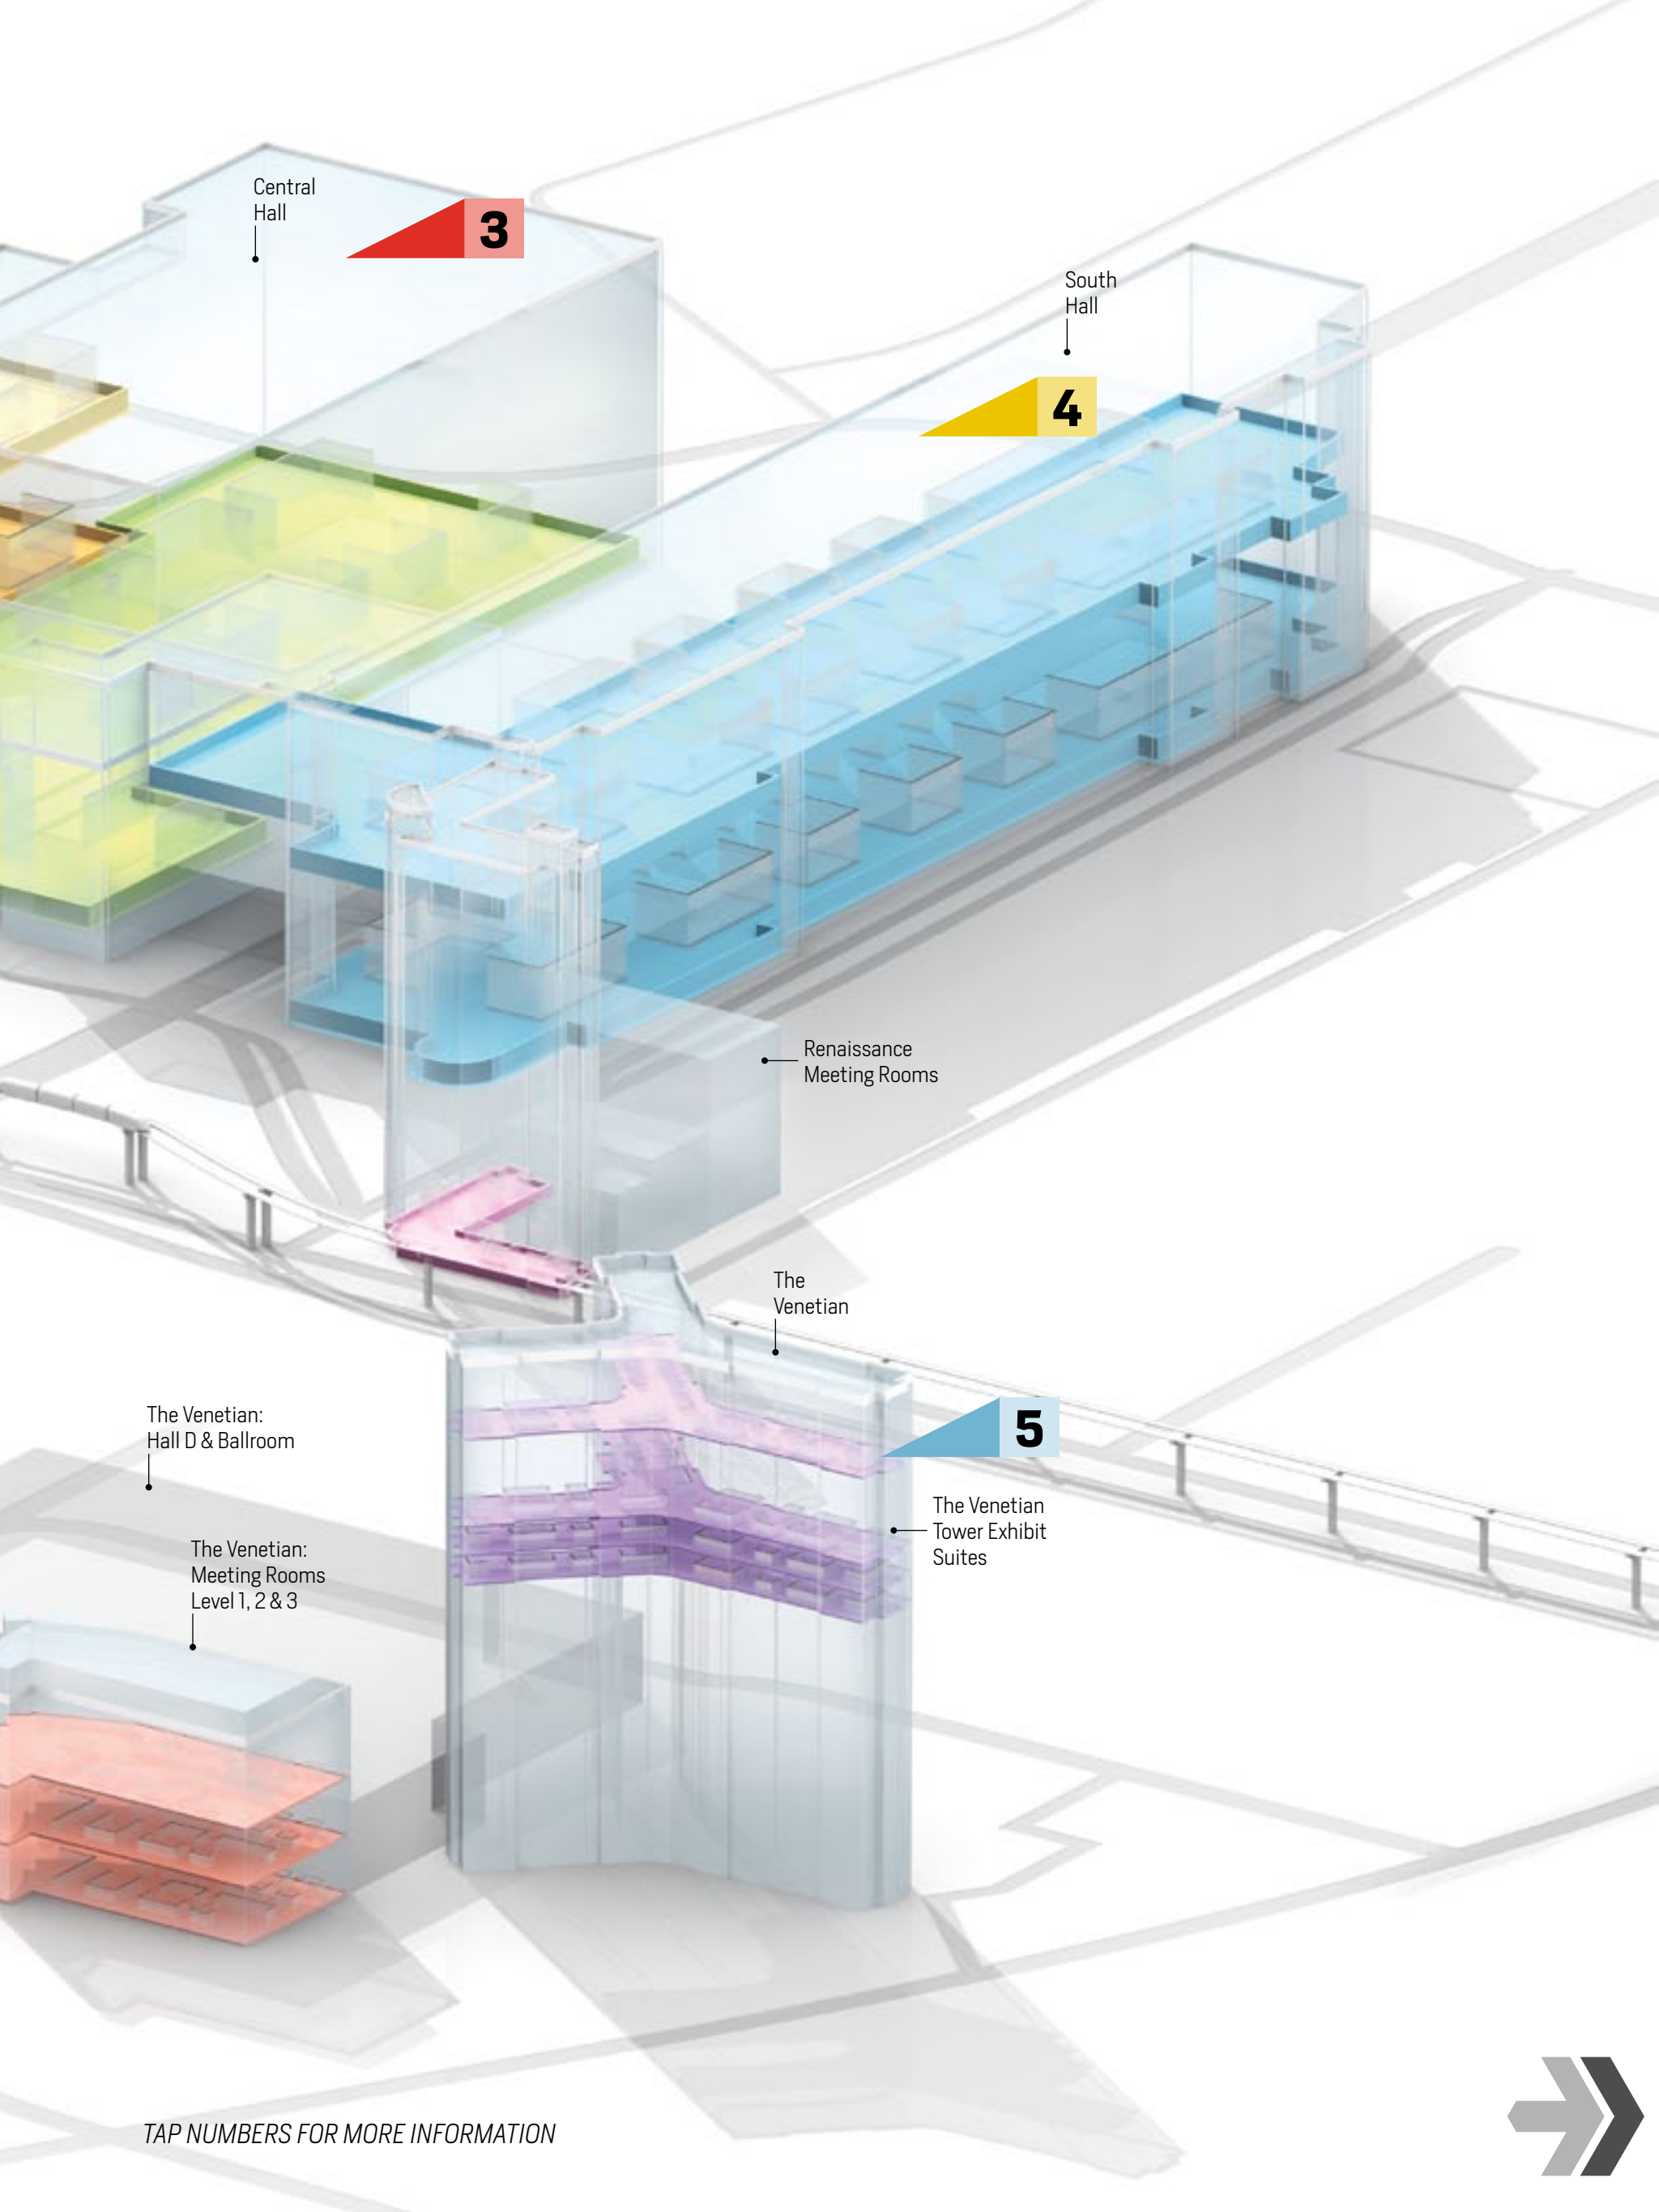 Central
Hall
3
South
Hall
4
Renaissance
Meeting Rooms
The
Venetian
The Venetian:
Hall D & Ballroom
5
The Venetian
Tower Exhibit
Suites
The Venetian:
Meeting Rooms
Level 1, 2 & 3
TAP NUMBERS FOR MORE INFORMATION